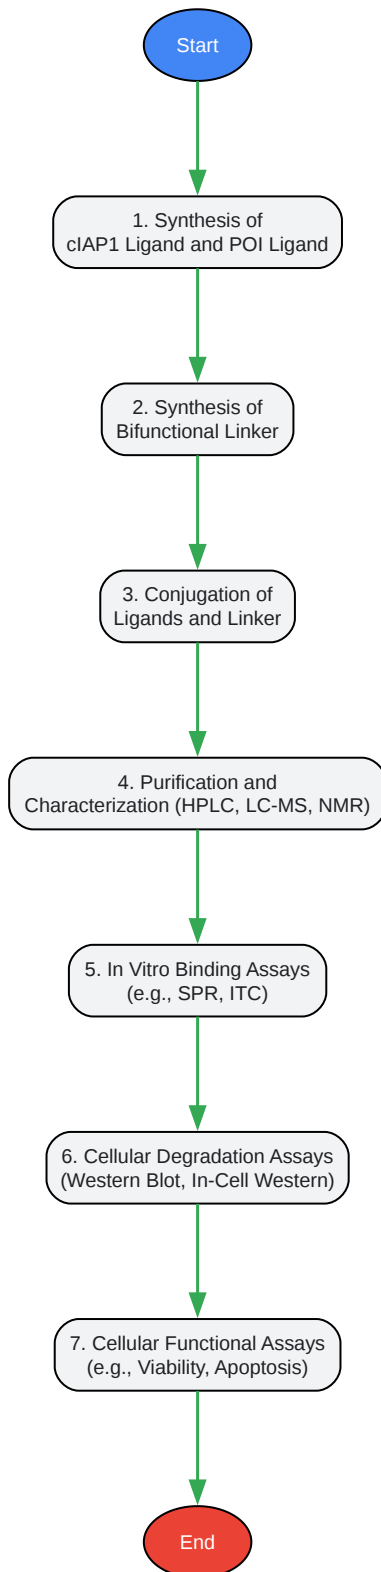 Start
1. Synthesis of
cIAP1 Ligand and POI Ligand
2. Synthesis of
Bifunctional Linker
3. Conjugation of
Ligands and Linker
4. Purification and
Characterization (HPLC, LC-MS, NMR)
5. In Vitro Binding Assays
(e.g., SPR, ITC)
6. Cellular Degradation Assays
(Western Blot, In-Cell Western)
7. Cellular Functional Assays
(e.g., Viability, Apoptosis)
End